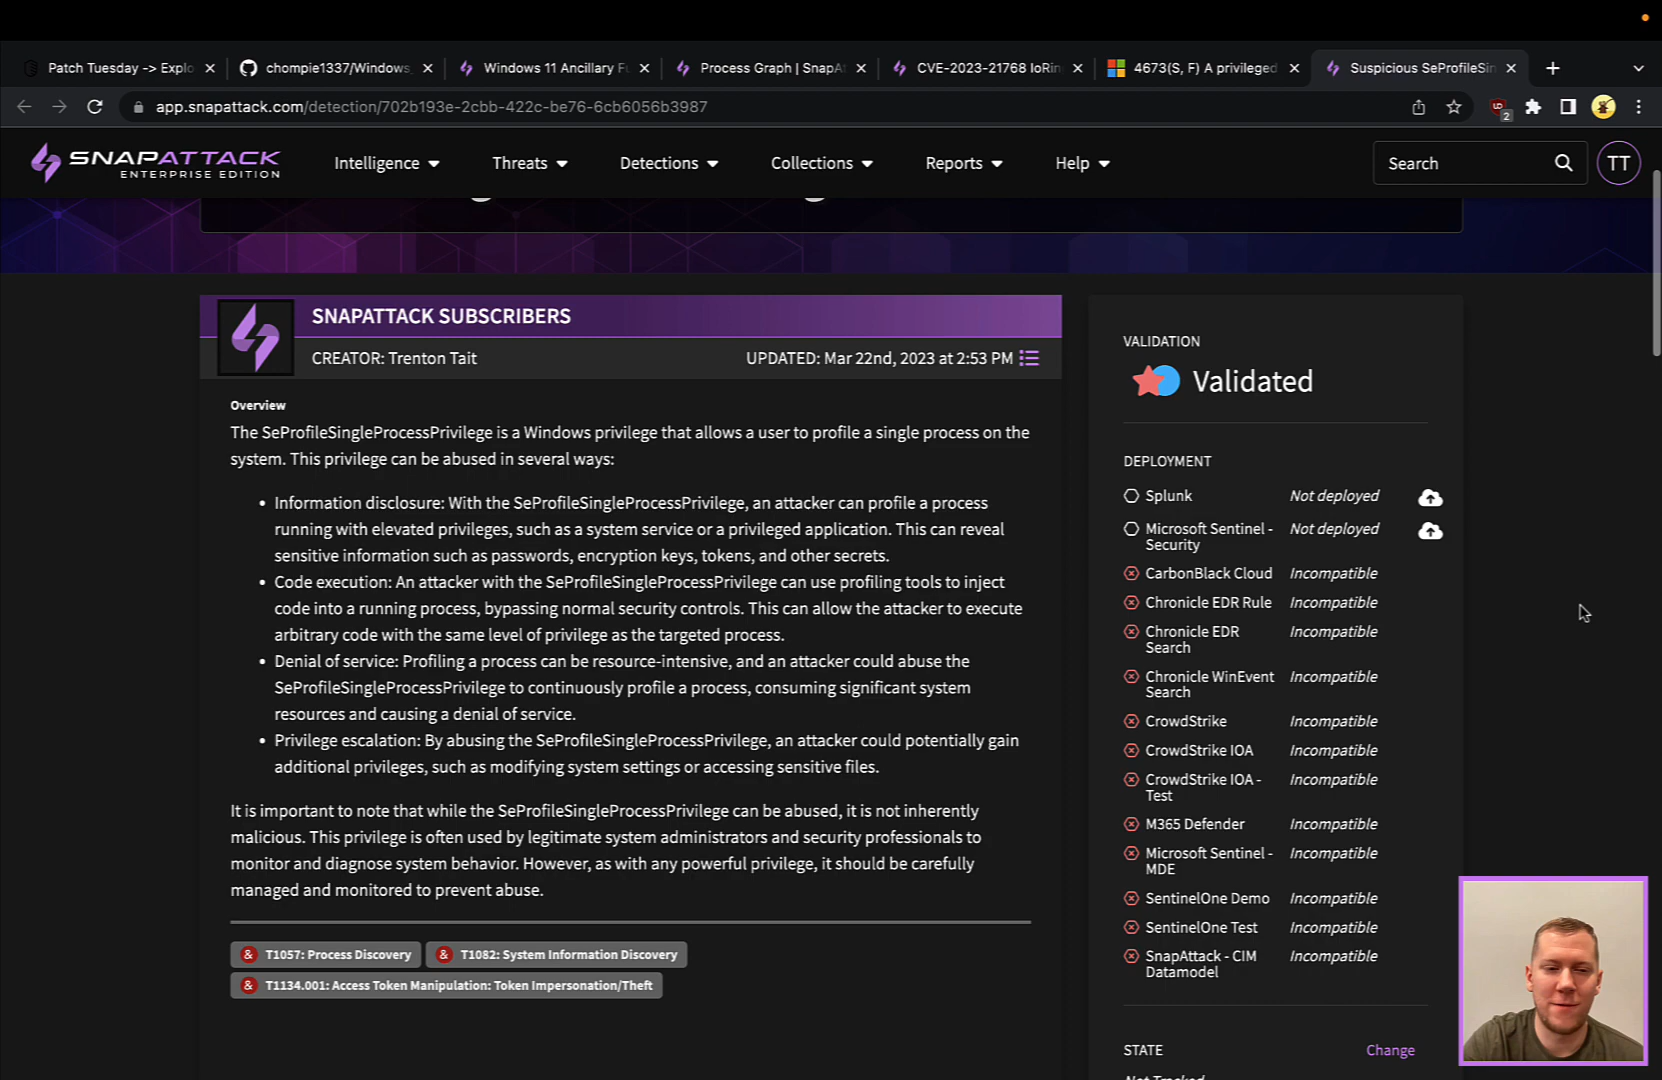 Patch Tuesday -> Explo
chompie1337/Windows_
Windows 11 Ancillary Fu
Process Graph | SnapAt
CVE-2023-21768 IoRin
4673(S, F) A privileged
Suspicious SeProfileSin
app.snapattack.com/detection/702b193e-2cbb-422c-be76-6cb6056b3987
2
SNAPATTACK
ENTERPRISE EDITION
Intelligence
Threats
Detections
Collections
Reports
Help
Search
TT
SNAPATTACK SUBSCRIBERS
CREATOR: Trenton Tait
UPDATED: Mar 22nd, 2023 at 2:53 PM
Overview
The SeProfileSingleProcessPrivilege is a Windows privilege that allows a user to profile a single process on the
system. This privilege can be abused in several ways:
• Information disclosure: With the SeProfileSingleProcessPrivilege, an attacker can profile a process
running with elevated privileges, such as a system service or a privileged application. This can reveal
sensitive information such as passwords, encryption keys, tokens, and other secrets.
• Code execution: An attacker with the SeProfileSingleProcessPrivilege can use profiling tools to inject
code into a running process, bypassing normal security controls. This can allow the attacker to execute
arbitrary code with the same level of privilege as the targeted process.
• Denial of service: Profiling a process can be resource-intensive, and an attacker could abuse the
SeProfileSingleProcessPrivilege to continuously profile a process, consuming significant system
resources and causing a denial of service.
• Privilege escalation: By abusing the SeProfileSingleProcessPrivilege, an attacker could potentially gain
additional privileges, such as modifying system settings or accessing sensitive files.
It is important to note that while the SeProfileSingleProcessPrivilege can be abused, it is not inherently
malicious. This privilege is often used by legitimate system administrators and security professionals to
monitor and diagnose system behavior. However, as with any powerful privilege, it should be carefully
managed and monitored to prevent abuse.
& T1057: Process Discovery
& T1082: System Information Discovery
& T1134.001: Access Token Manipulation: Token Impersonation/Theft
VALIDATION
Validated
DEPLOYMENT
Splunk Not deployed
Microsoft Sentinel - Not deployed
Security
CarbonBlack Cloud Incompatible
Chronicle EDR Rule Incompatible
Chronicle EDR Incompatible
Search
Chronicle WinEvent Incompatible
Search
CrowdStrike Incompatible
CrowdStrike IOA Incompatible
CrowdStrike IOA - Incompatible
Test
M365 Defender Incompatible
Microsoft Sentinel - Incompatible
MDE
SentinelOne Demo Incompatible
SentinelOne Test Incompatible
SnapAttack - CIM Incompatible
Datamodel
STATE
Change